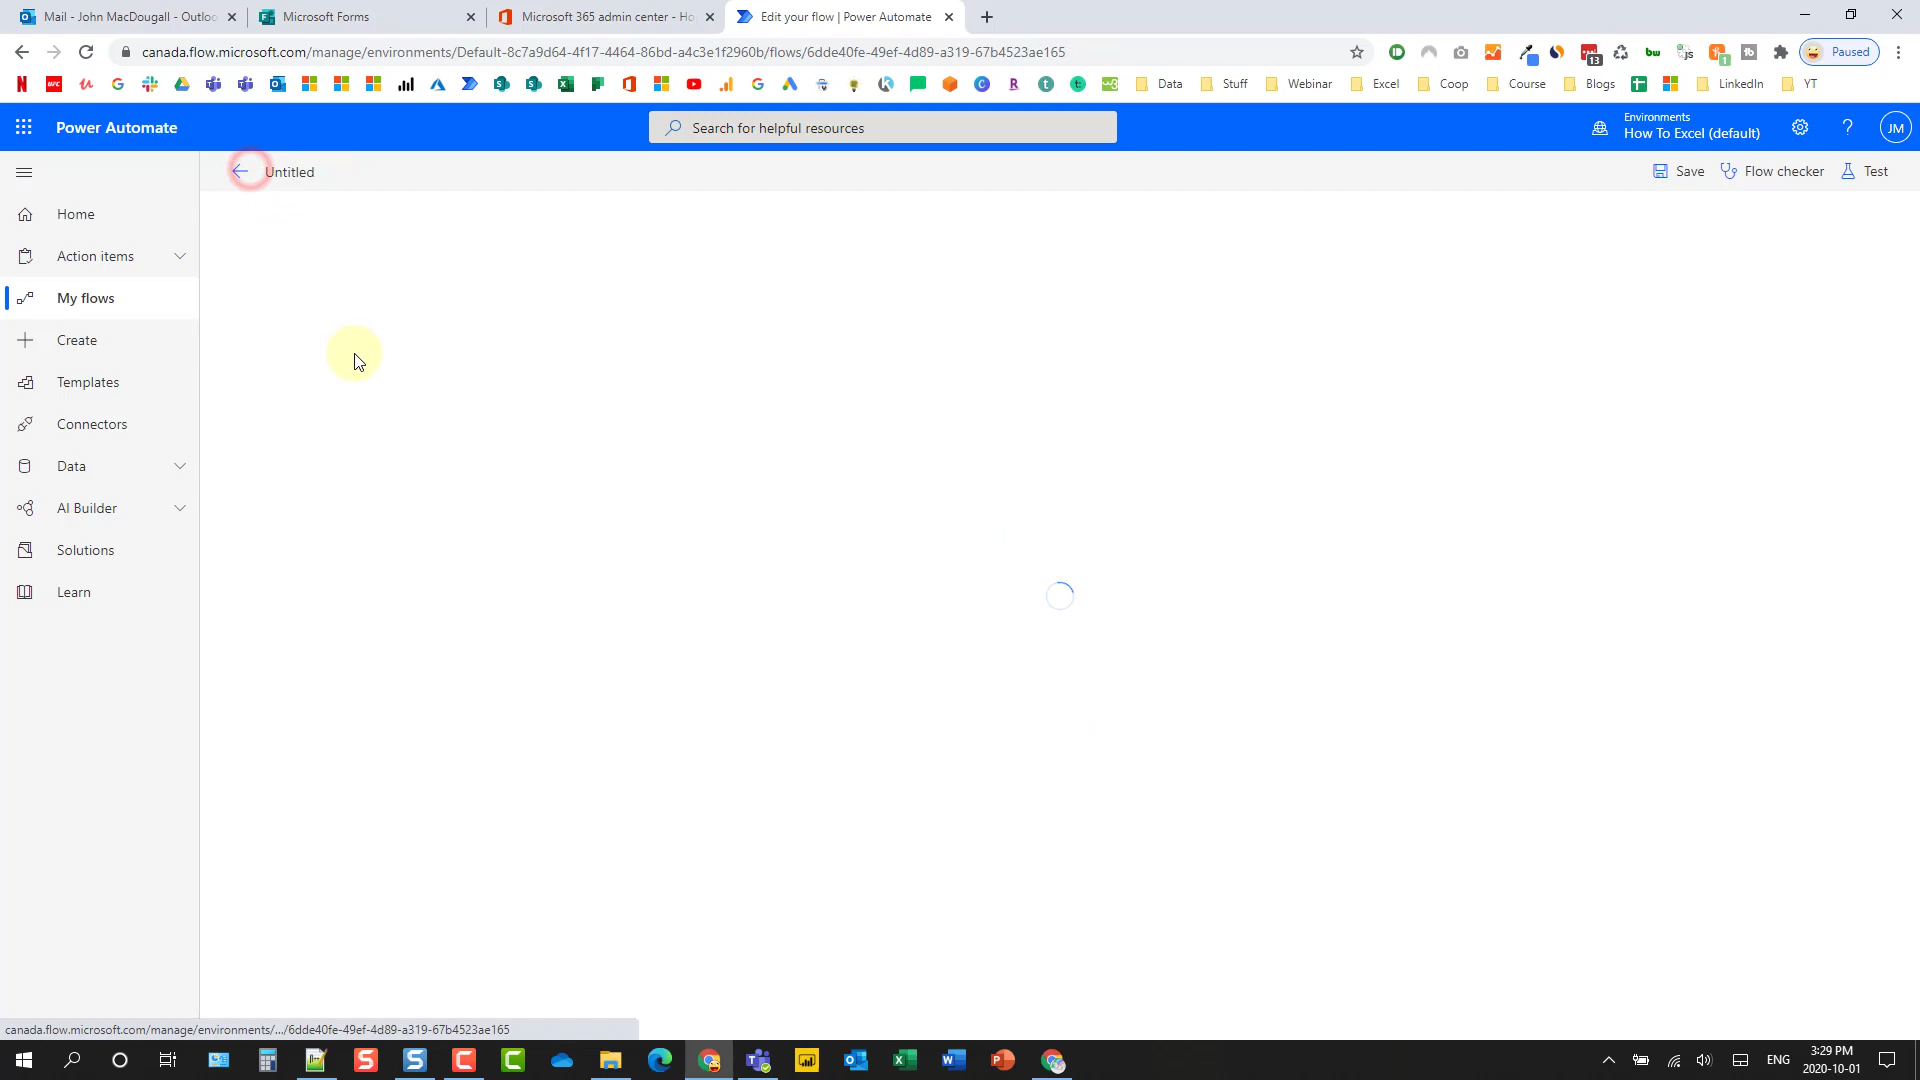 Mail - John MacDougall - Outloo
Microsoft Forms
Microsoft 365 admin center - Ho
Edit your flow | Power Automate
canada.flow.microsoft.com/manage/environments/Default-8c7a9d64-4f17-4464-86bd-a4c3e1f2960b/flows/6dde40fe-49ef-4d89-a319-67b4523ae165
13
1
Paused
Data
Stuff
Webinar
Excel
Coop
Course
Blogs
LinkedIn
YT
Power Automate
Search for helpful resources
Environments
How To Excel (default)
?
JM
Untitled
Save
Flow checker
Test
Home
Action items
My flows
Create
Templates
Connectors
Data
AI Builder
Solutions
Learn
canada.flow.microsoft.com/manage/environments/.../6dde40fe-49ef-4d89-a319-67b4523ae165
ENG
3:29 PM
2020-10-01